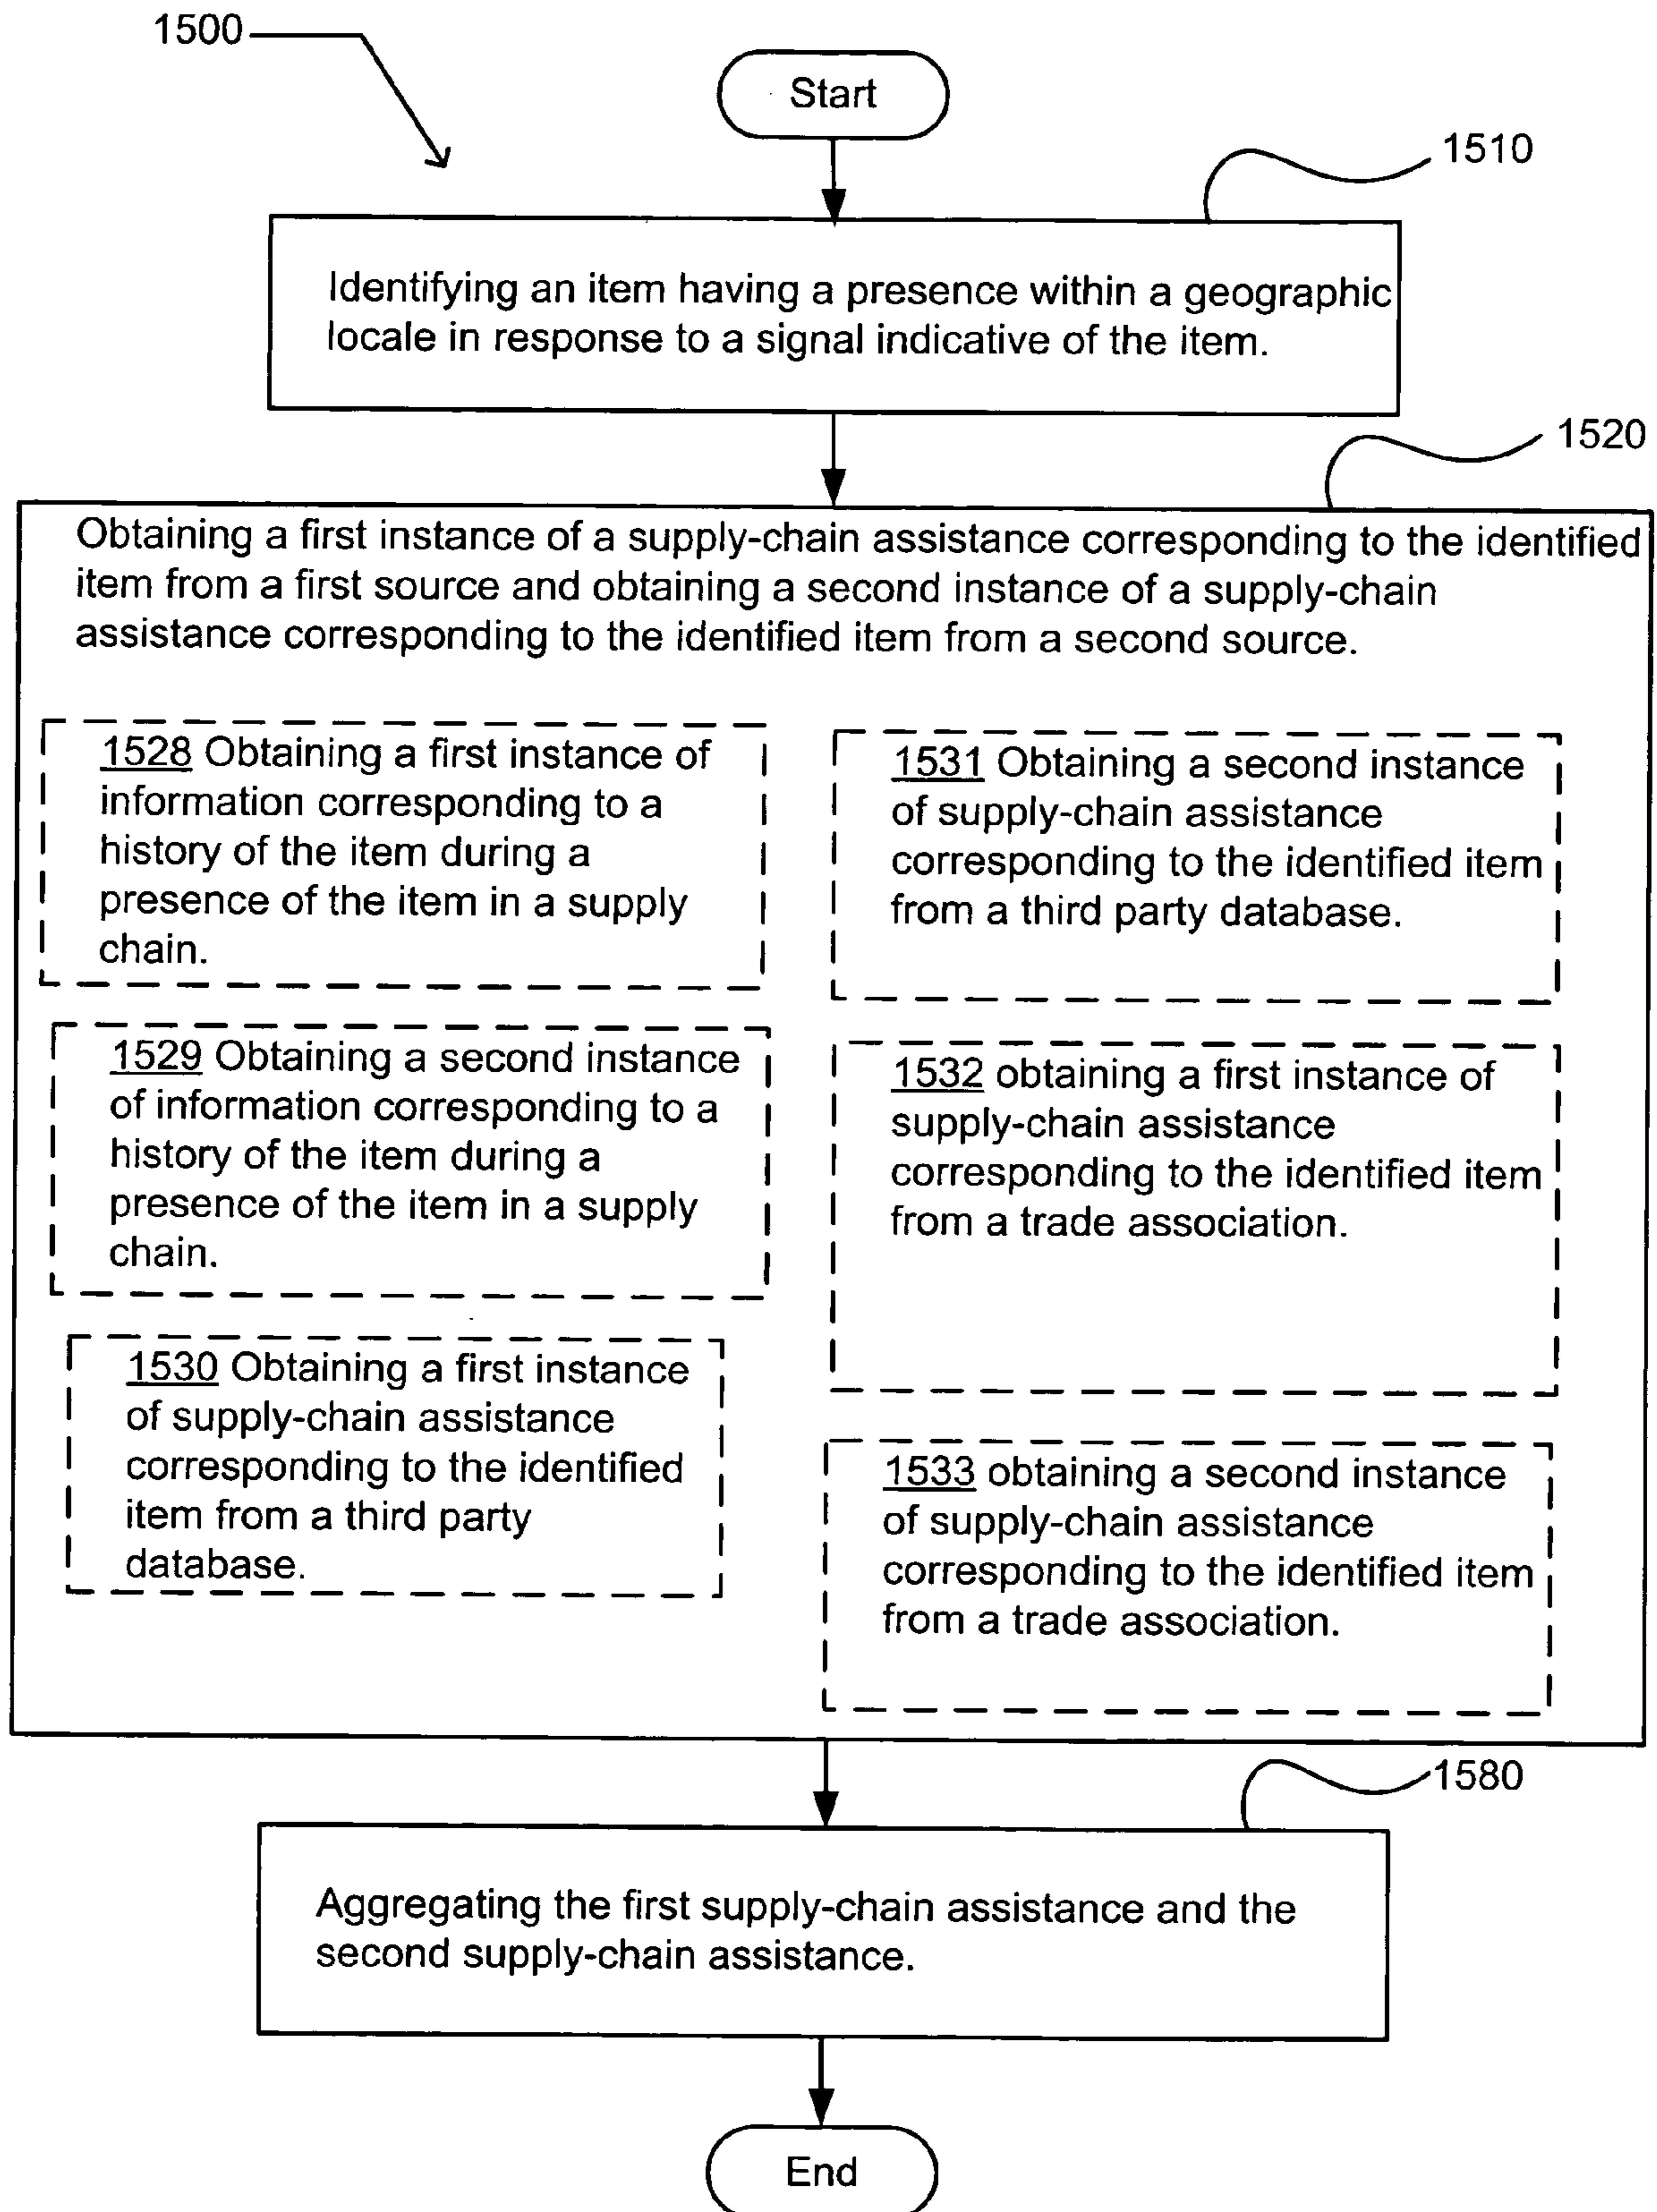 1500
Start
1510
Identifying an item having a presence within a geographic
locale in response to a signal indicative of the item.
1520
Obtaining a first instance of a supply-chain assistance corresponding to the identified
item from a first source and obtaining a second instance of a supply-chain
assistance corresponding to the identified item from a second source.
1528 Obtaining a first instance of
information corresponding to a
history of the item during a
presence of the item in a supply
chain.
1529 Obtaining a second instance
of information corresponding to a
history of the item during a
presence of the item in a supply
chain.
1530 Obtaining a first instance
of supply-chain assistance
corresponding to the identified
item from a third party
database.
1531 Obtaining a second instance
of supply-chain assistance
corresponding to the identified item
from a third party database.
1532 obtaining a first instance of
supply-chain assistance
corresponding to the identified item
from a trade association.
1533 obtaining a second instance
of supply-chain assistance
corresponding to the identified item
from a trade association.
1580
Aggregating the first supply-chain assistance and the
second supply-chain assistance.
End